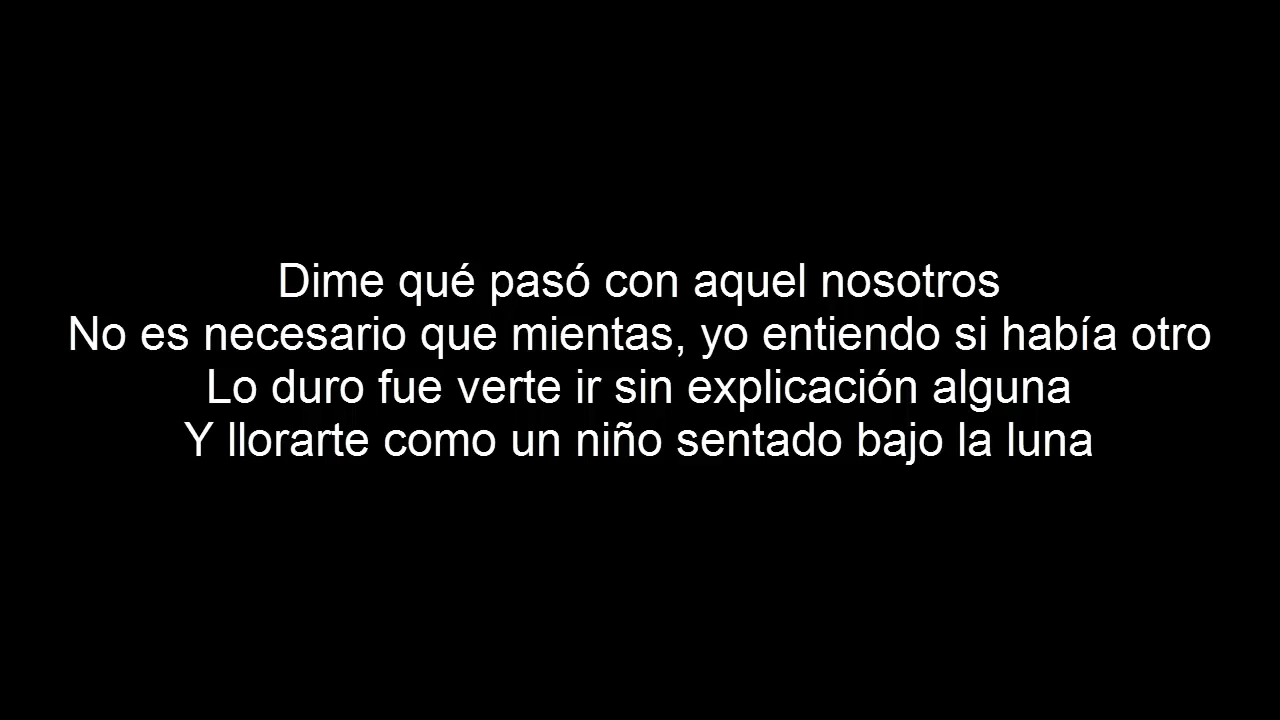 Dime qué pasó con aquel nosotros
No es necesario que mientas, yo entiendo si había otro
Lo duro fue verte ir sin explicación alguna
Y llorarte como un niño sentado bajo la luna